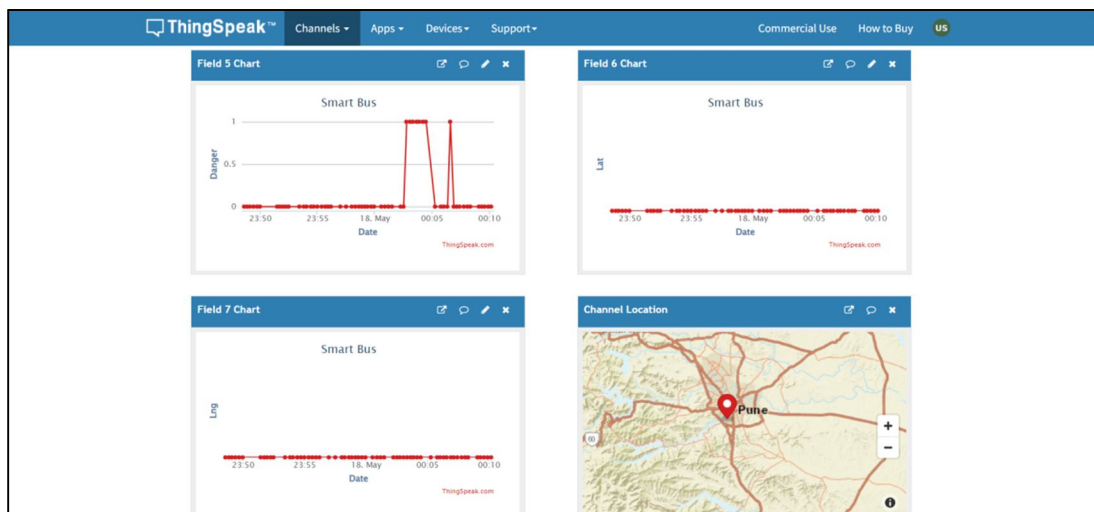 ThingSpeak™ Channels Apps Devices Support Commercial Use How to Buy US
Field 5 Chart
Smart Bus
Danger
1
0.5
0
23:50 23:55 18. May 00:05 00:10
Date
ThingSpeak.com
Field 6 Chart
Smart Bus
Lat
23:50 23:55 18. May 00:05 00:10
Date
ThingSpeak.com
Field 7 Chart
Smart Bus
Lng
23:50 23:55 18. May 00:05 00:10
Date
ThingSpeak.com
Channel Location
Pune
60
+
−